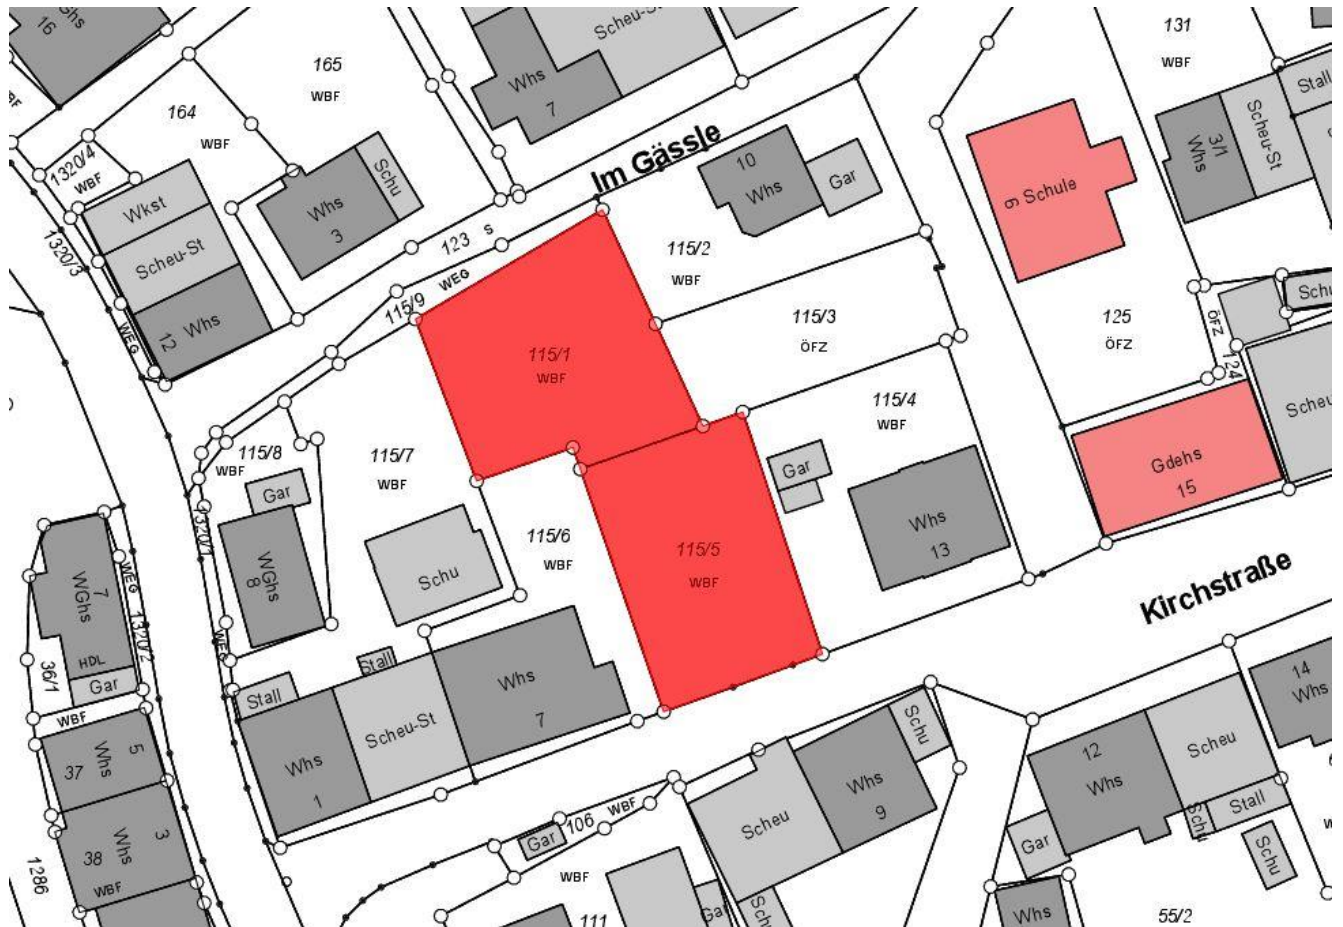 16
WGhs
WBF
165
WBF
164
WBF
1320/4
WBF
Wkst
Scheu-St
12
Whs
Whs
3
Schu
Scheu-St
Whs
7
Im Gässle
10
Whs
Gar
131
WBF
Stall
3/1
Whs
Scheu-St
6 Schule
1320/3
WEG
123 s
WEG
115/9
115/2
WBF
115/1
WBF
115/3
ÖFZ
125
ÖFZ
ÖFZ
124
Schu
Scheu
115/4
WBF
Gar
Gdehs
15
115/8
WBF
Gar
115/7
WBF
1320/1
WGhs
8
WEG
Schu
115/6
WBF
115/5
WBF
Whs
13
Kirchstraße
7
WGhs
HDL
Gar
WEG
1320/2
36/1
WBF
Stall
Stall
Whs
1
Scheu-St
Whs
7
5
Whs
37
3
Whs
38
WBF
1286
Schu
Scheu
Whs
9
12
Whs
Scheu
14
Whs
Schu
Stall
Schu
Gar
106
WBF
Gar
WBF
111
Gar
Sch
Whs
55/2